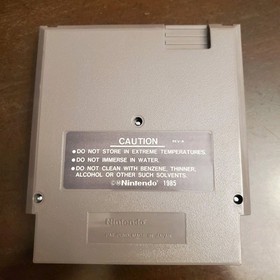 CAUTION
● DO NOT STORE IN EXTREME TEMPERATURES.
● DO NOT IMMERSE IN WATER.
● DO NOT CLEAN WITH BENZENE, THINNER,
ALCOHOL OR OTHER SUCH SOLVENTS.
©®Nintendo 1985
Nintendo